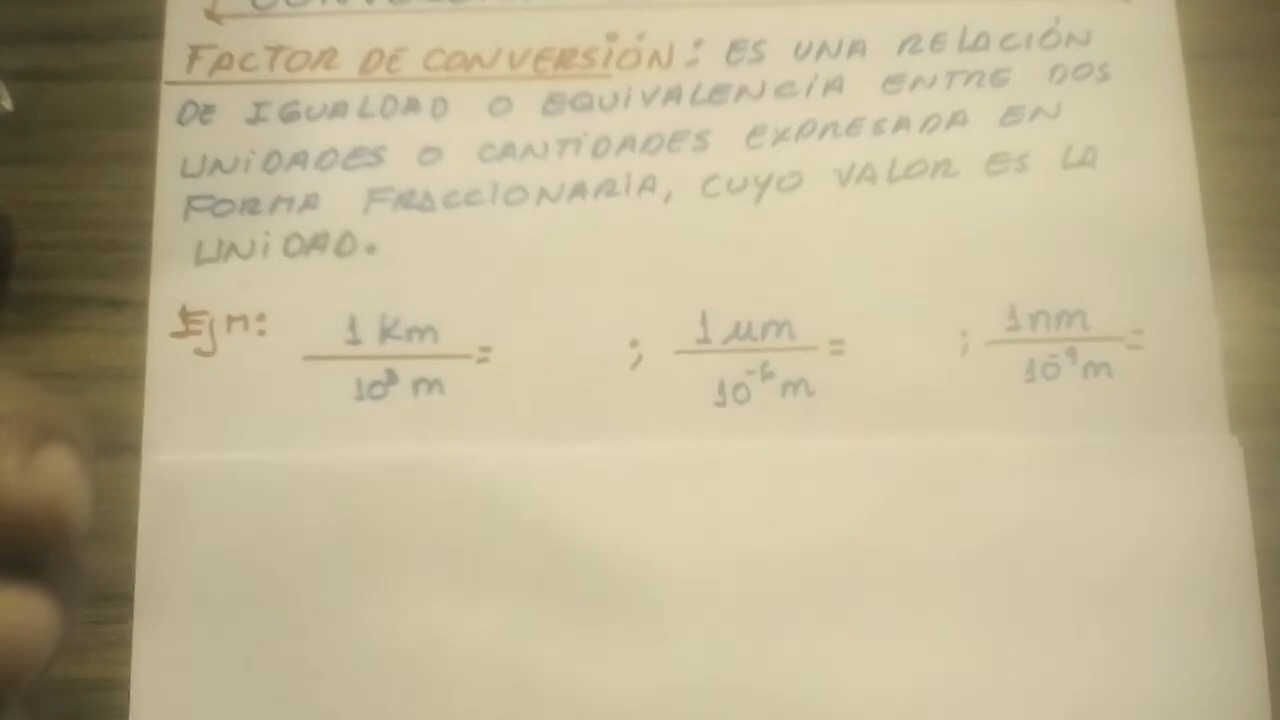 FACTOR DE CONVERSIÓN: ES UNA RELACIÓN
DE IGUALDAD O EQUIVALENCIA ENTRE DOS
UNIDADES O CANTIDADES EXPRESADA EN
FORMA FRACCIONARIA, CUYO VALOR ES LA
UNIDAD.
Ejm: 1 Km / 10³ m = ; 1 μm / 10⁻⁶ m = ; 1 nm / 10⁻⁹ m =